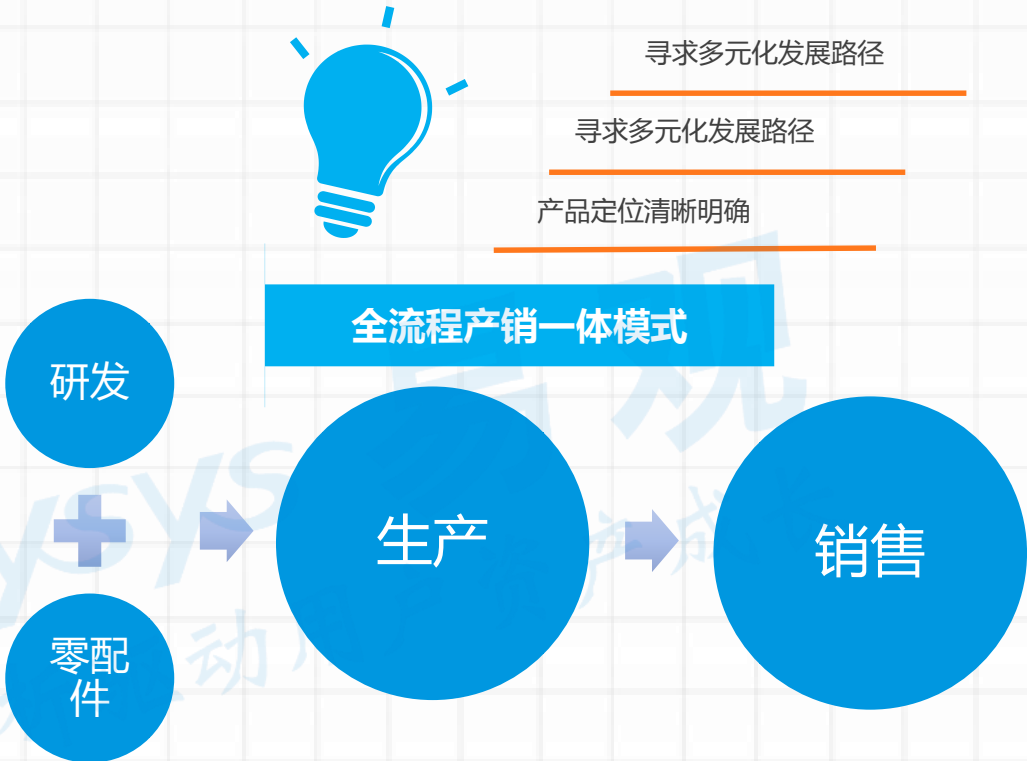 寻求多元化发展路径
寻求多元化发展路径
产品定位清晰明确
全流程产销一体模式
研发
生产
销售
零配
件